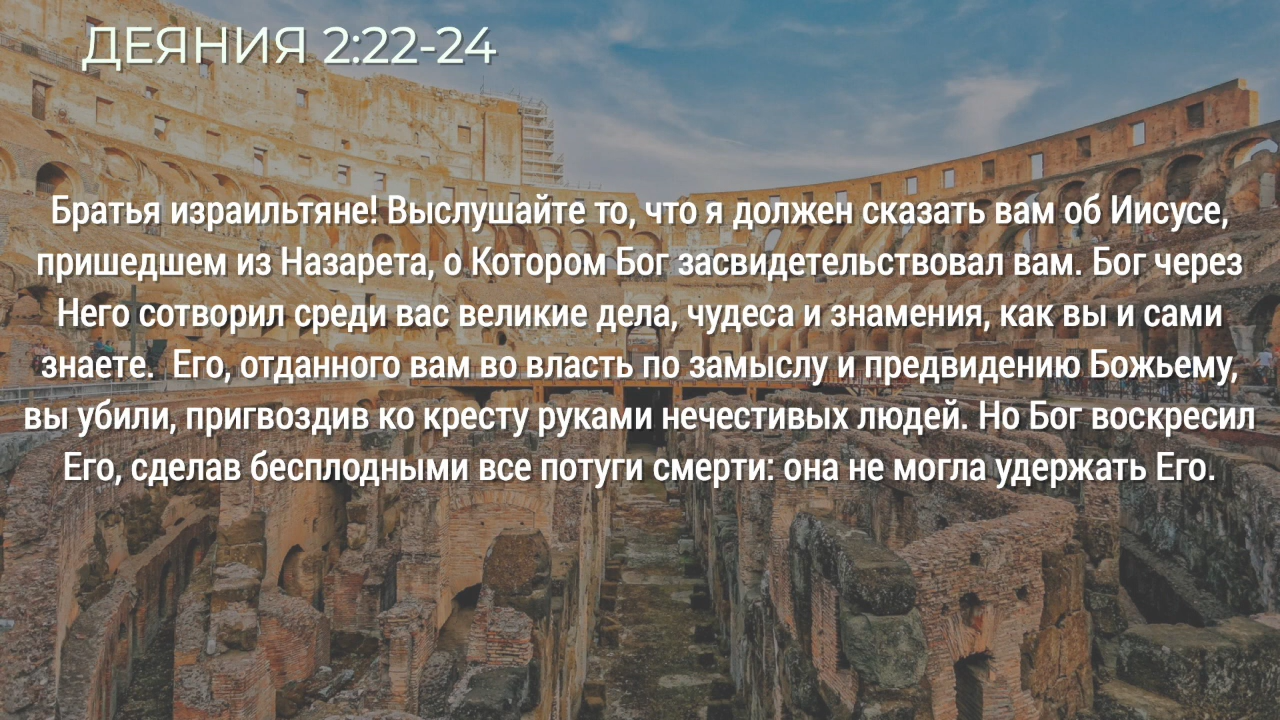 ДЕЯНИЯ 2:22-24
Братья израильтяне! Выслушайте то, что я должен сказать вам об Иисусе,
пришедшем из Назарета, о Котором Бог засвидетельствовал вам. Бог через
Него сотворил среди вас великие дела, чудеса и знамения, как вы и сами
знаете.  Его, отданного вам во власть по замыслу и предвидению Божьему,
вы убили, пригвоздив ко кресту руками нечестивых людей. Но Бог воскресил
Его, сделав бесплодными все потуги смерти: она не могла удержать Его.